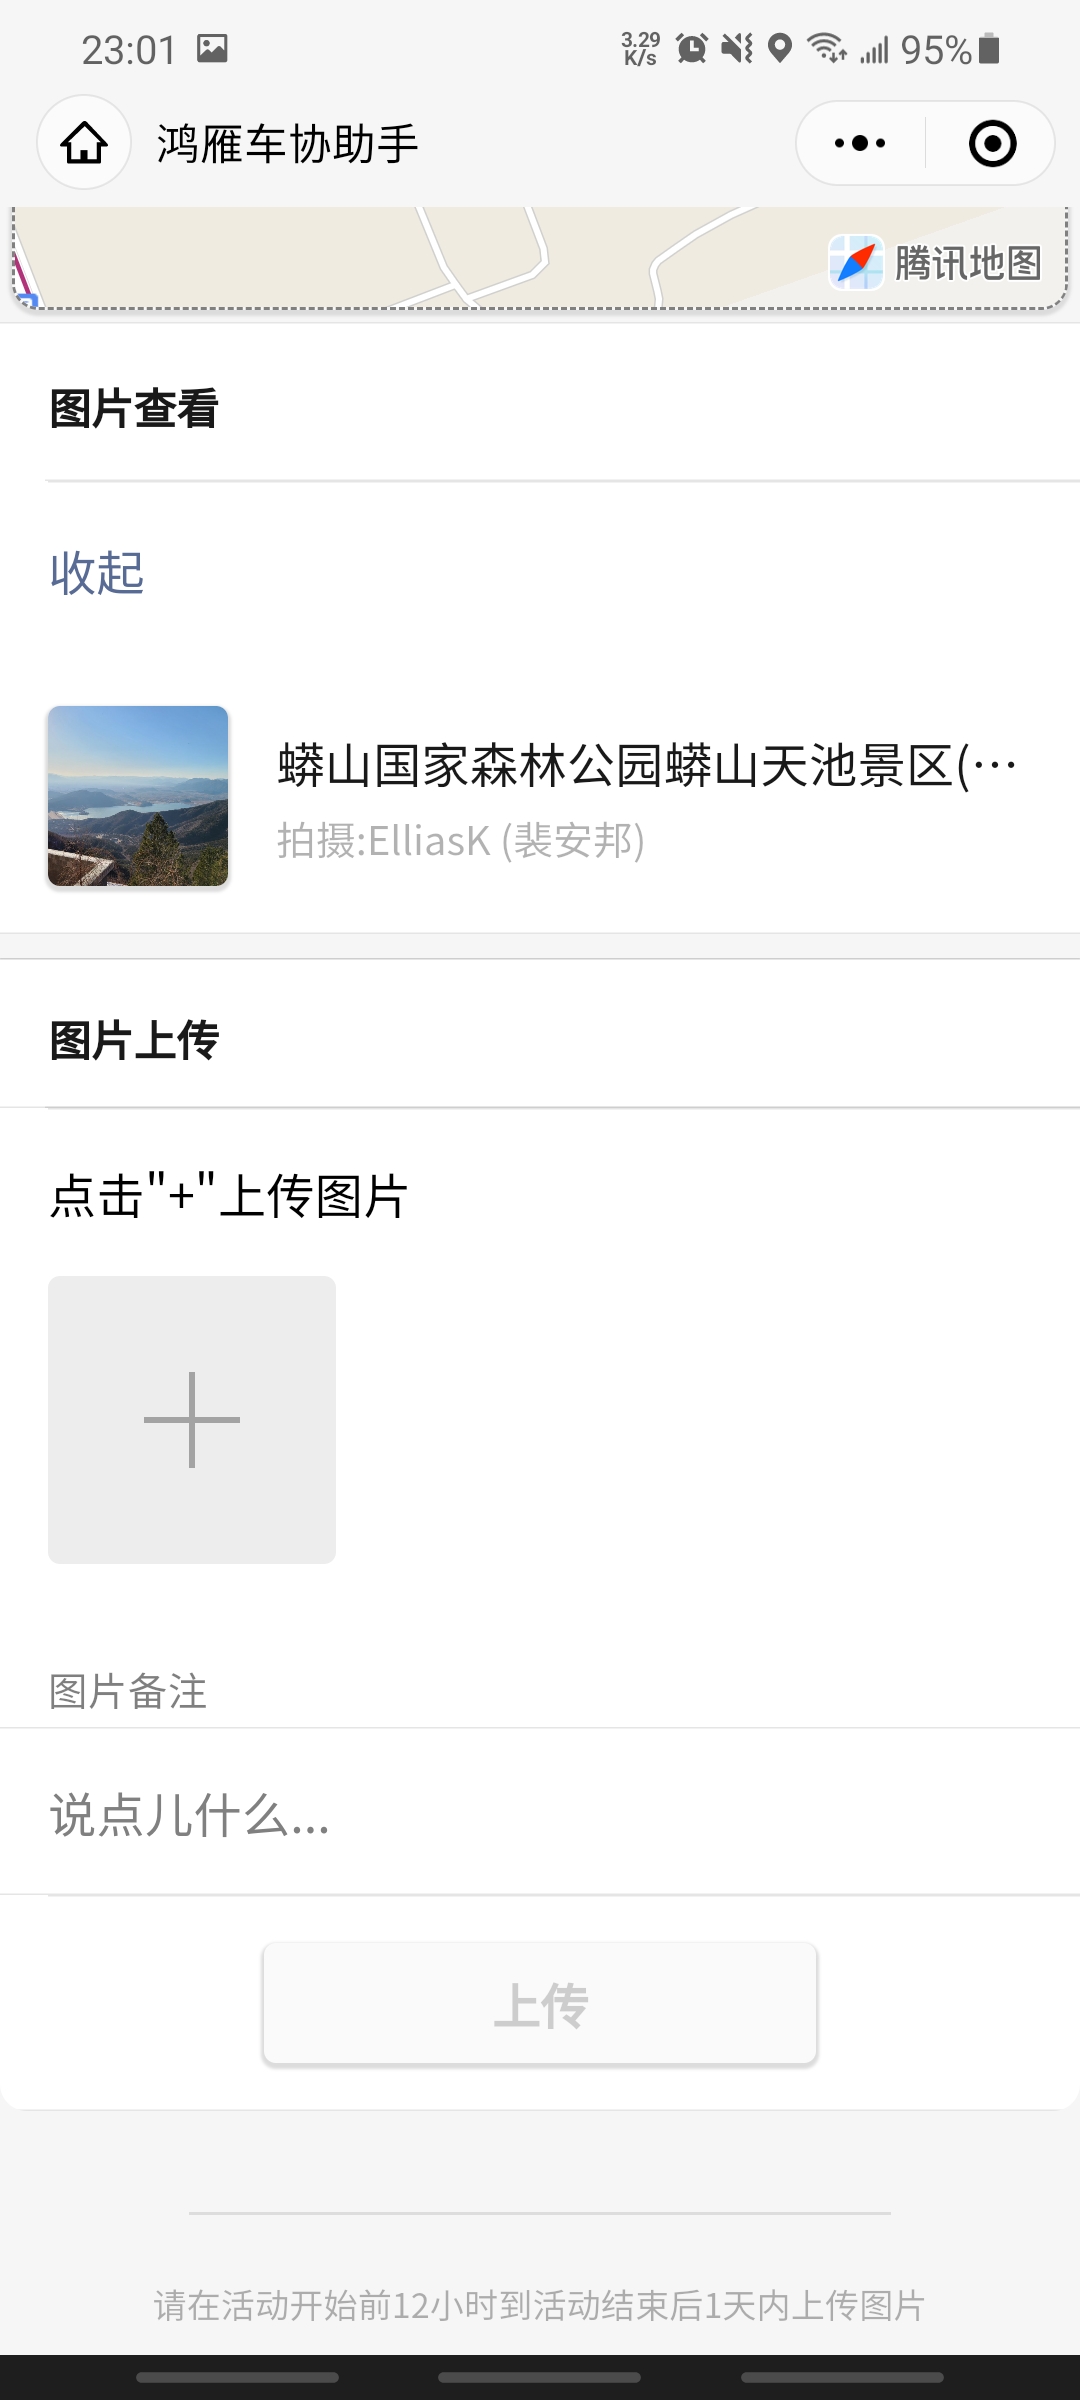 23:01
3.29 K/s
95%
鸿雁车协助手
腾讯地图
图片查看
收起
蟒山国家森林公园蟒山天池景区(…
拍摄:ElliasK (裴安邦)
图片上传
点击"+"上传图片
图片备注
说点儿什么...
上传
请在活动开始前12小时到活动结束后1天内上传图片